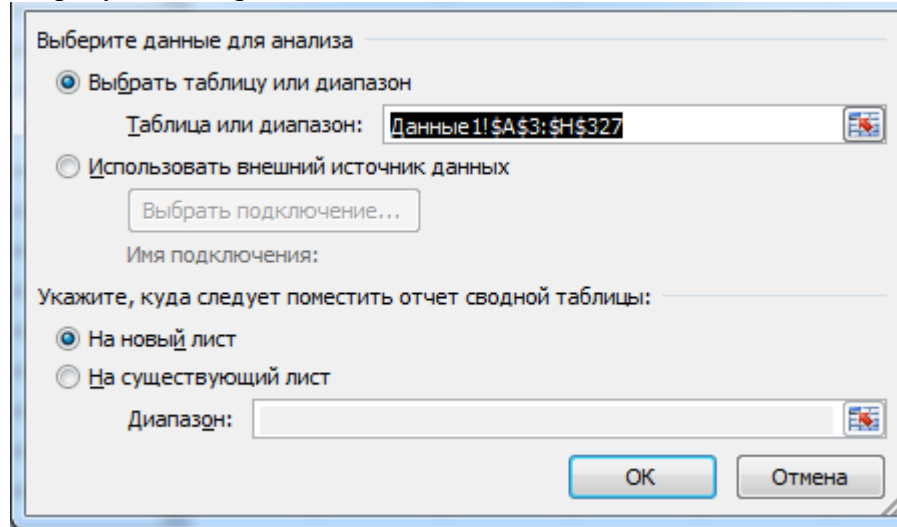 Выберите данные для анализа
Выбрать таблицу или диапазон
Таблица или диапазон: Данные1!$A$3:$H$327
Использовать внешний источник данных
Выбрать подключение...
Имя подключения:
Укажите, куда следует поместить отчет сводной таблицы:
На новый лист
На существующий лист
Диапазон:
ОК Отмена